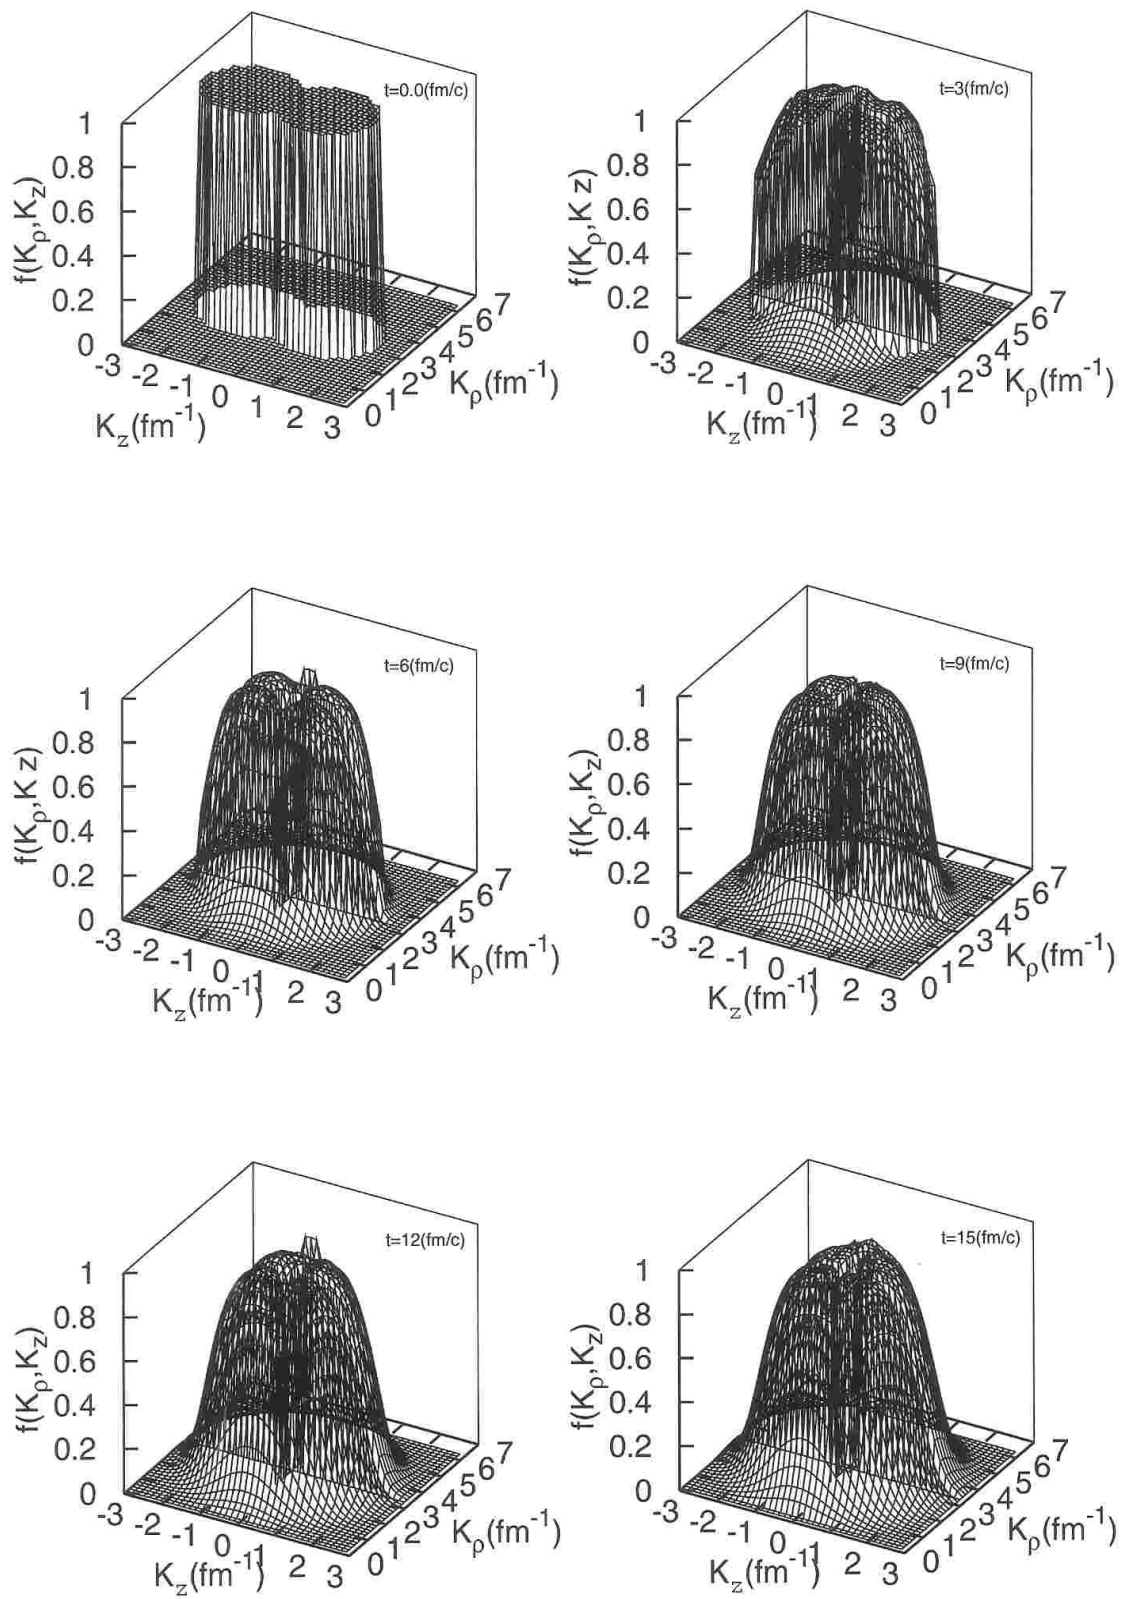 t=0.0(fm/c)
1
0.8
0.6
0.4
0.2
0
f(Kρ,Kz)
-3 -2 -1 0 1 2 3
Kz(fm-1)
0 1 2 3 4 5 6 7
Kρ(fm-1)
t=3(fm/c)
1
0.8
0.6
0.4
0.2
0
f(Kρ,K z)
-3 -2 -1 0 1 2 3
Kz(fm-1)
0 1 2 3 4 5 6 7
Kρ(fm-1)
t=6(fm/c)
1
0.8
0.6
0.4
0.2
0
f(Kρ,K z)
-3 -2 -1 0 1 2 3
Kz(fm-1)
0 1 2 3 4 5 6 7
Kρ(fm-1)
t=9(fm/c)
1
0.8
0.6
0.4
0.2
0
f(Kρ,Kz)
-3 -2 -1 0 1 2 3
Kz(fm-1)
0 1 2 3 4 5 6 7
Kρ(fm-1)
t=12(fm/c)
1
0.8
0.6
0.4
0.2
0
f(Kρ,Kz)
-3 -2 -1 0 1 2 3
Kz(fm-1)
0 1 2 3 4 5 6 7
Kρ(fm-1)
t=15(fm/c)
1
0.8
0.6
0.4
0.2
0
f(Kρ,Kz)
-3 -2 -1 0 1 2 3
Kz(fm-1)
0 1 2 3 4 5 6 7
Kρ(fm-1)